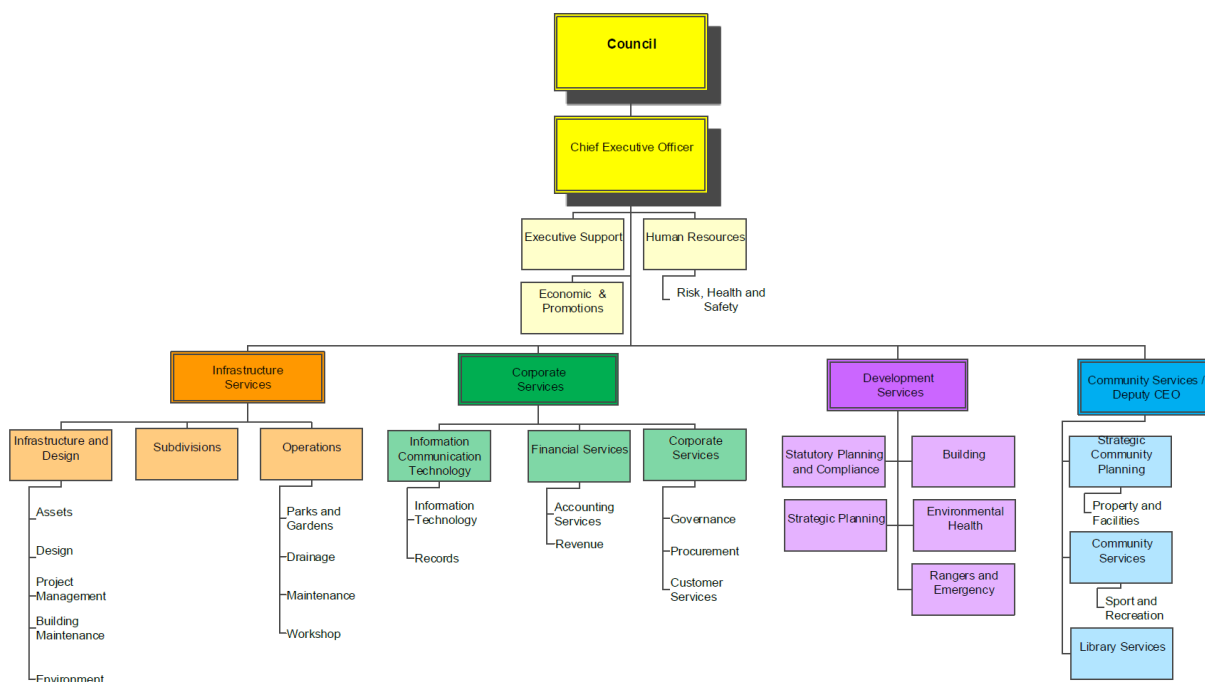 Council
Chief Executive Officer
Executive Support
Human Resources
Economic &
Promotions
Risk, Health and
Safety
Infrastructure
Services
Corporate
Services
Development
Services
Community Services /
Deputy CEO
Infrastructure and
Design
Subdivisions
Operations
Information
Communication
Technology
Financial Services
Corporate
Services
Statutory Planning
and Compliance
Building
Strategic Planning
Environmental
Health
Rangers and
Emergency
Strategic
Community
Planning
Property and
Facilities
Community
Services
Sport and
Recreation
Library Services
Assets
Design
Project
Management
Building
Maintenance
Environment
Parks and
Gardens
Drainage
Maintenance
Workshop
Information
Technology
Records
Accounting
Services
Revenue
Governance
Procurement
Customer
Services